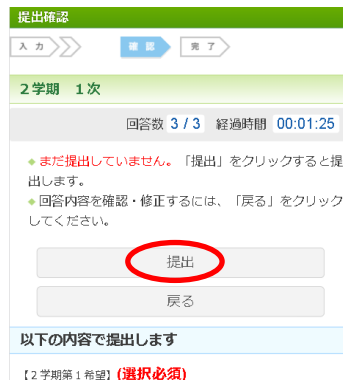 提出確認
入 力 確 認 完 了
2学期 1次
回答数 3 / 3 経過時間 00:01:25
◆ まだ提出していません。「提出」をクリックすると提
出します。
◆ 回答内容を確認・修正するには、「戻る」をクリック
してください。
提出
戻る
以下の内容で提出します
【2学期第1希望】(選択必須)